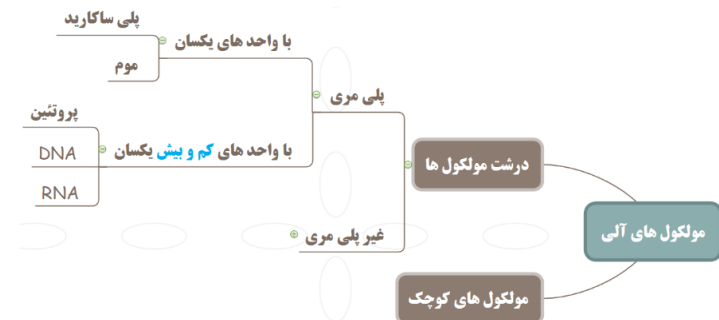 مولکول های آلی
درشت مولکول ها
پلی مری
با واحد های یکسان
پلی ساکارید
موم
با واحد های کم و بیش یکسان
پروتئین
DNA
RNA
غیر پلی مری
مولکول های کوچک